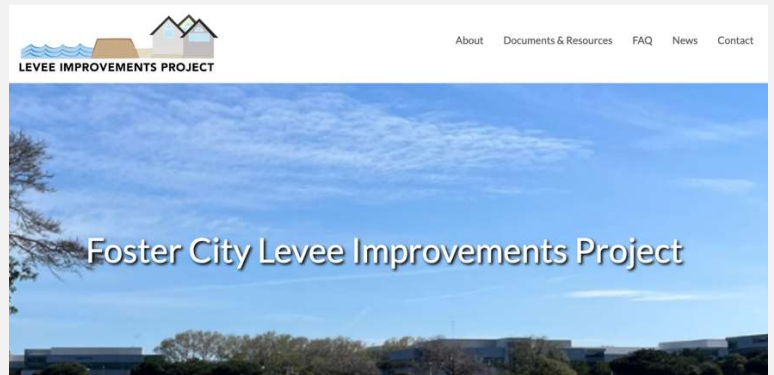 About Documents & Resources FAQ News Contact
LEVEE IMPROVEMENTS PROJECT
Foster City Levee Improvements Project